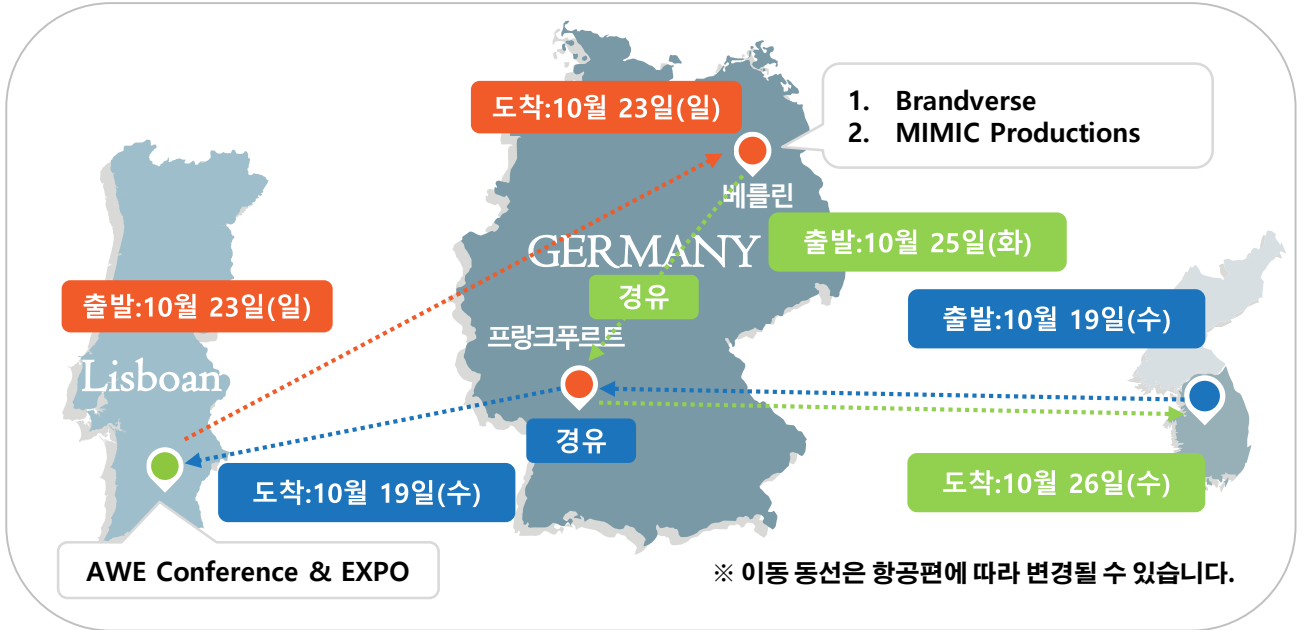 도착:10월 23일(일)
1. Brandverse
2. MIMIC Productions
베를린
GERMANY
출발:10월 25일(화)
경유
출발:10월 23일(일)
출발:10월 19일(수)
프랑크푸르트
Lisboan
경유
도착:10월 19일(수)
도착:10월 26일(수)
AWE Conference & EXPO
※ 이동 동선은 항공편에 따라 변경될 수 있습니다.